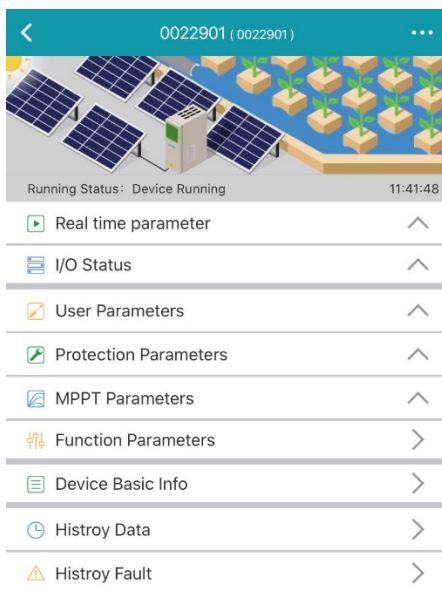 0022901 (0022901)
Running Status: Device Running 11:41:48
Real time parameter
I/O Status
User Parameters
Protection Parameters
MPPT Parameters
Function Parameters
Device Basic Info
Histroy Data
Histroy Fault